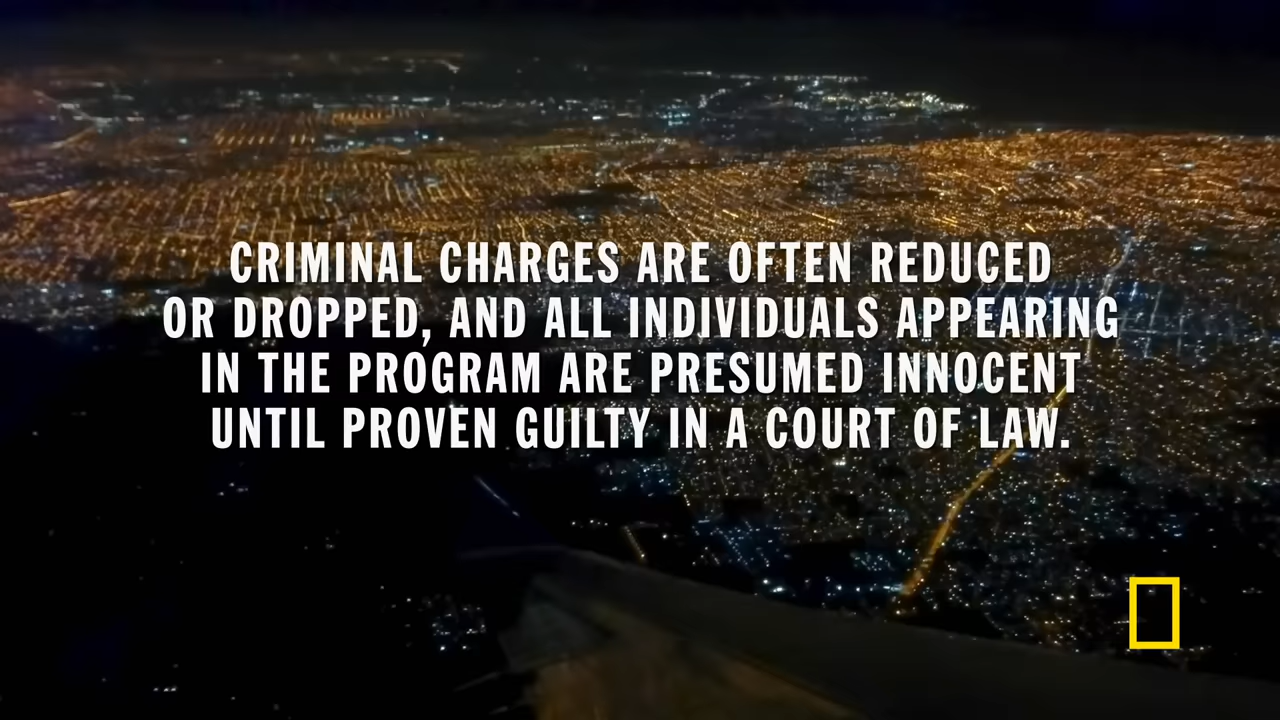 CRIMINAL CHARGES ARE OFTEN REDUCED
OR DROPPED, AND ALL INDIVIDUALS APPEARING
IN THE PROGRAM ARE PRESUMED INNOCENT
UNTIL PROVEN GUILTY IN A COURT OF LAW.